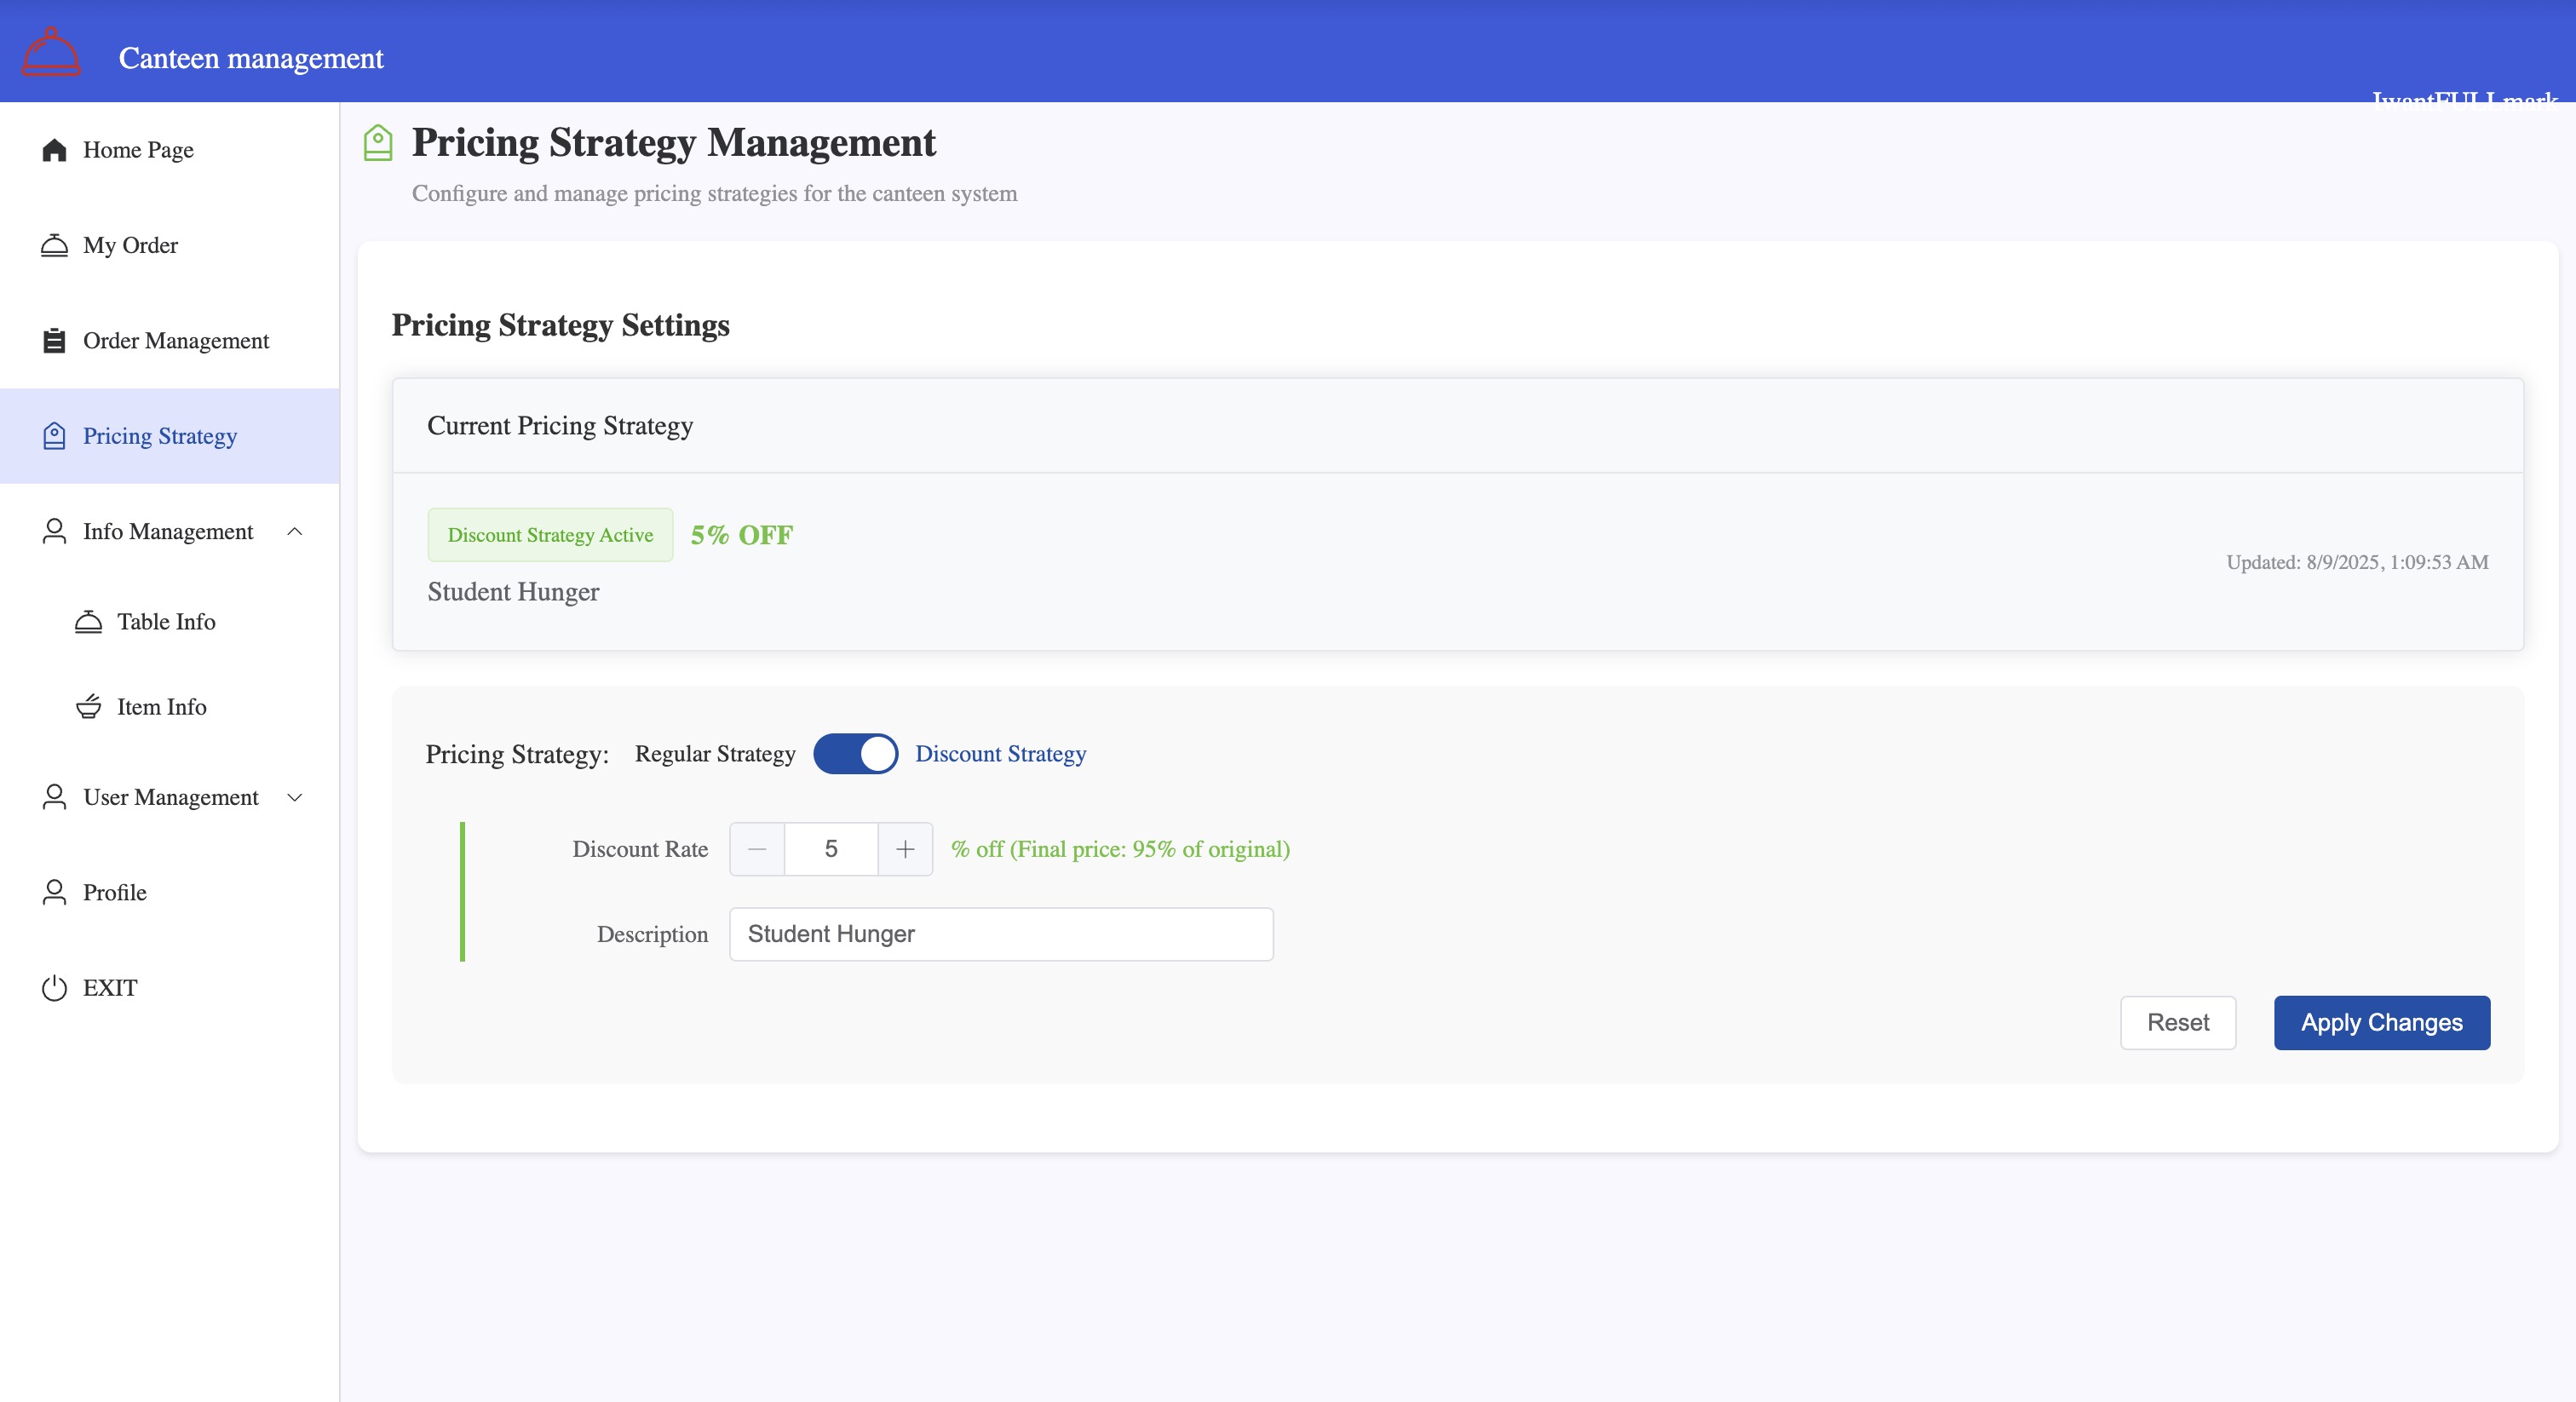 Canteen management
IwantFULLmark
Home Page
My Order
Order Management
Pricing Strategy
Info Management
Table Info
Item Info
User Management
Profile
EXIT
Pricing Strategy Management
Configure and manage pricing strategies for the canteen system
Pricing Strategy Settings
Current Pricing Strategy
Discount Strategy Active 5% OFF
Student Hunger
Updated: 8/9/2025, 1:09:53 AM
Pricing Strategy: Regular Strategy Discount Strategy
Discount Rate 5 % off (Final price: 95% of original)
Description Student Hunger
Reset Apply Changes